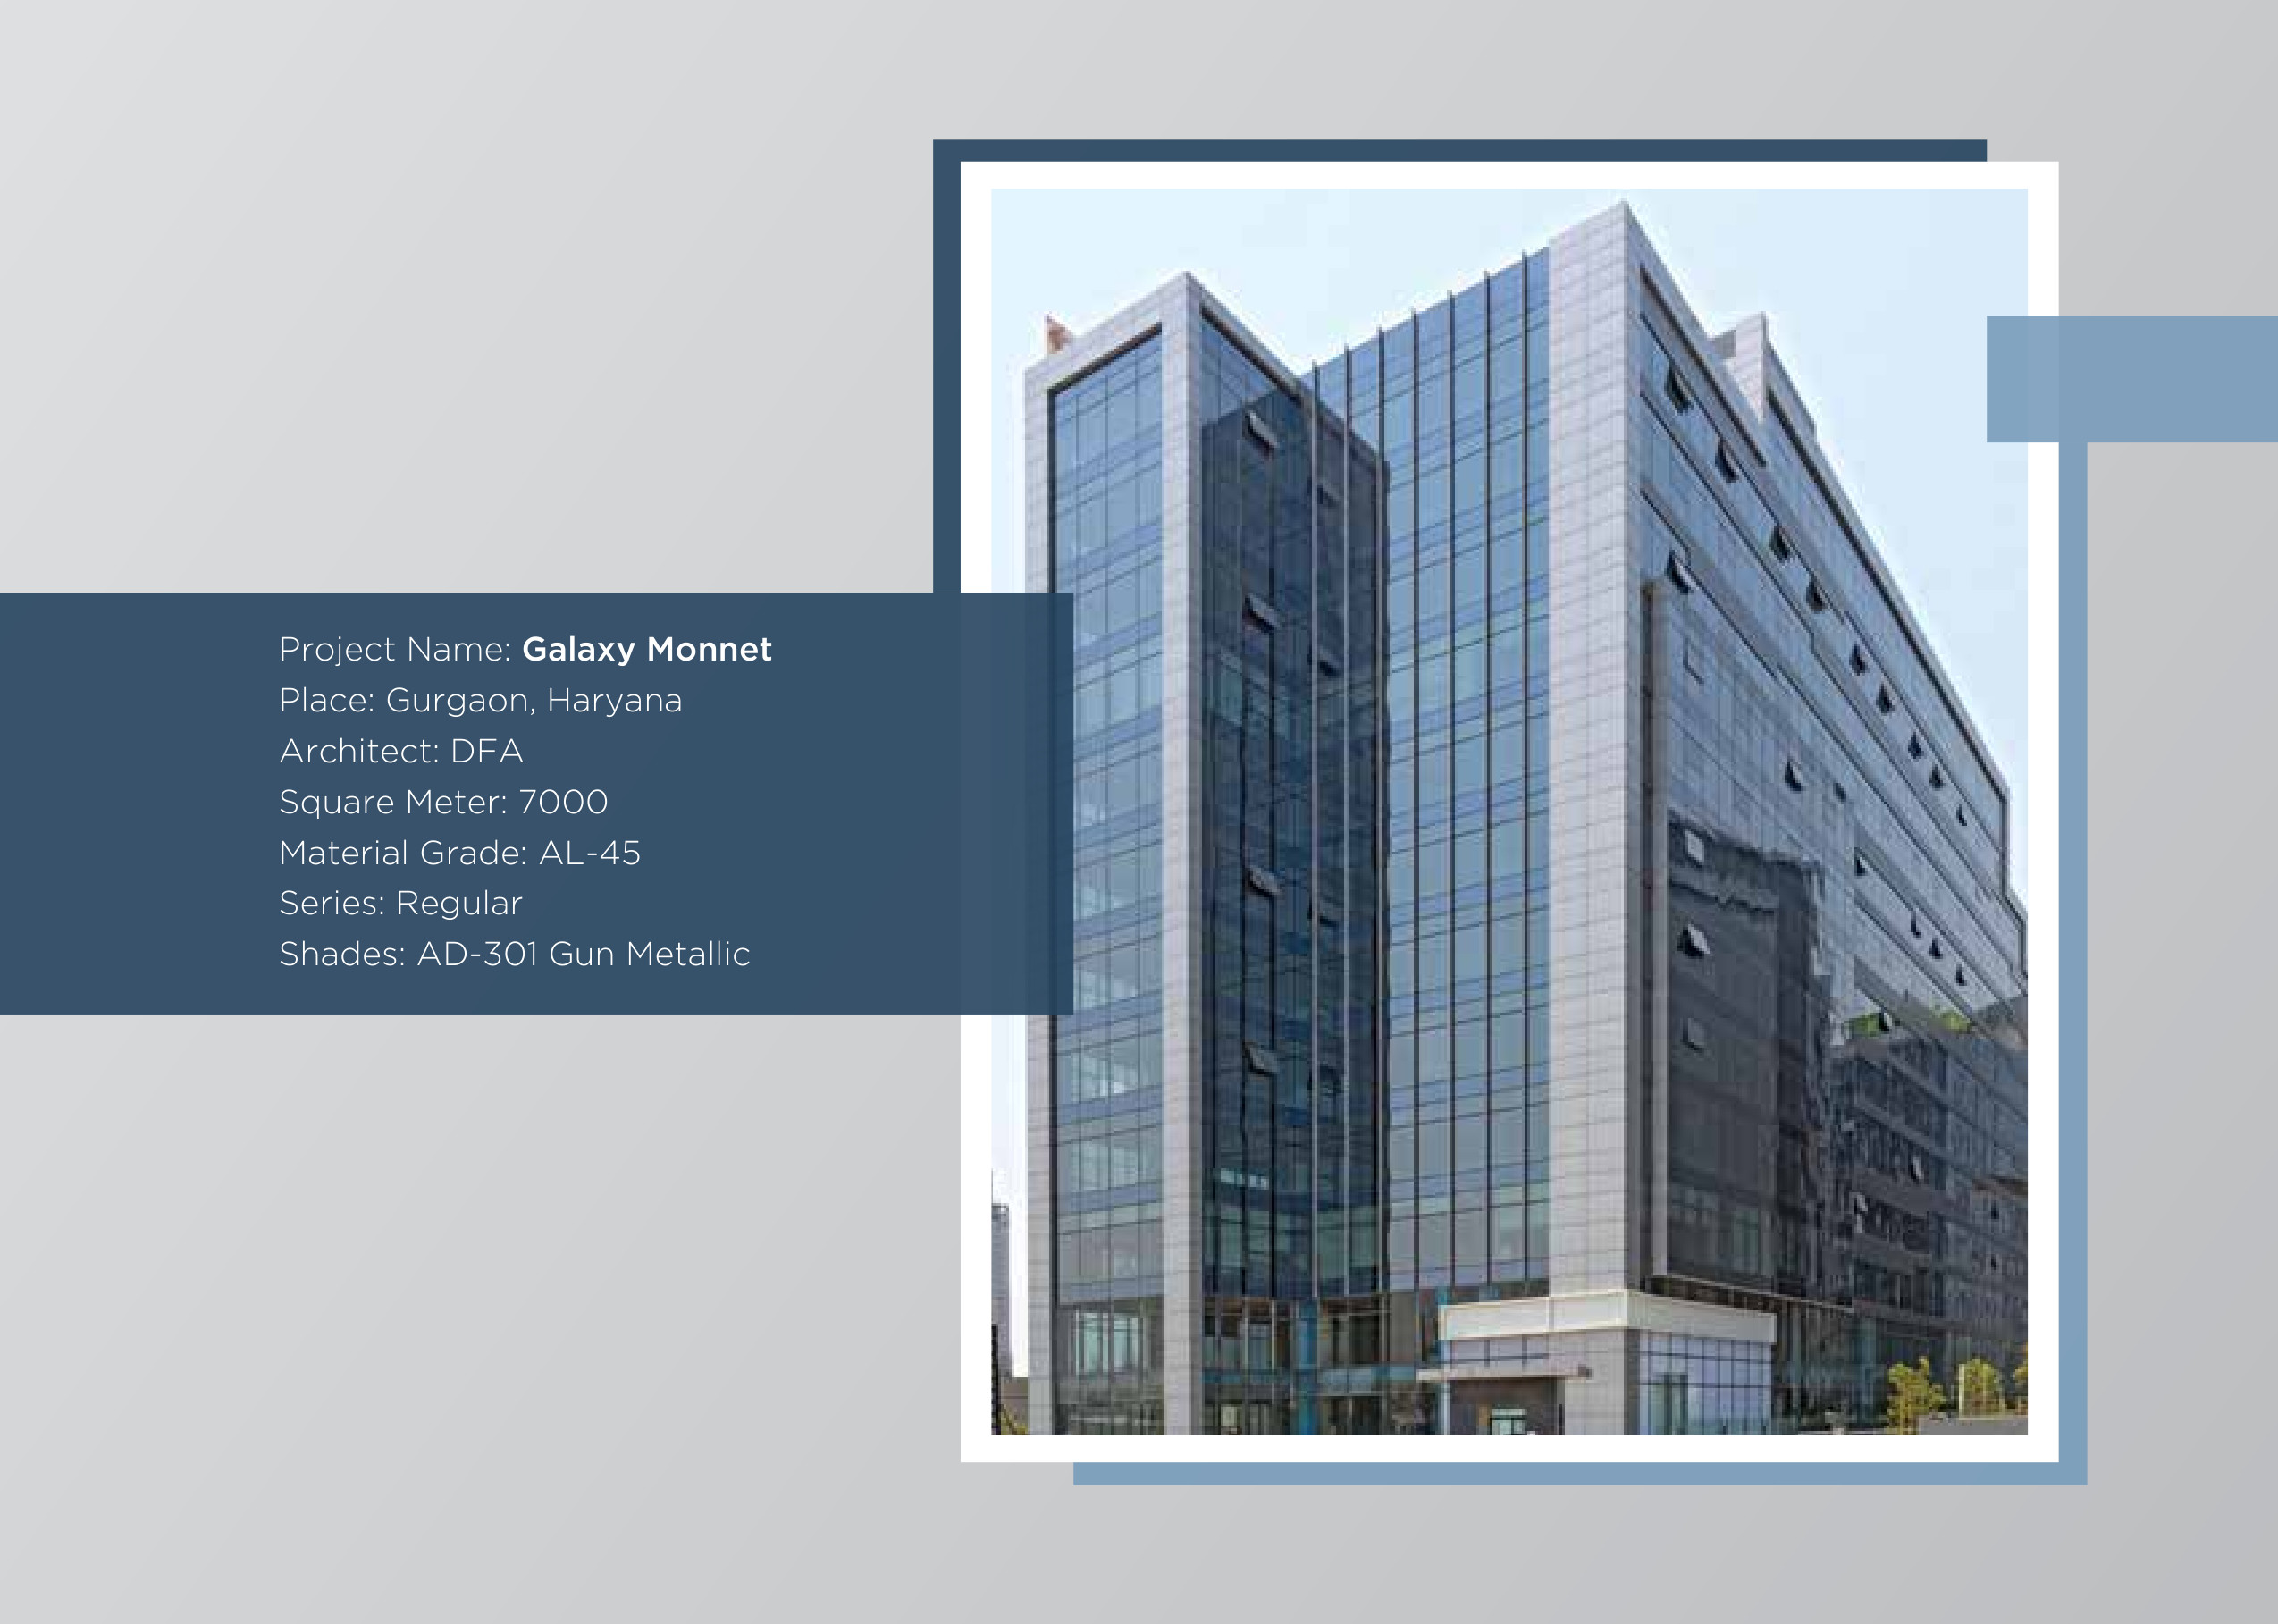 Project Name: Galaxy Monnet
Place: Gurgaon, Haryana
Architect: DFA
Square Meter: 7000
Material Grade: AL-45
Series: Regular
Shades: AD-301 Gun Metallic